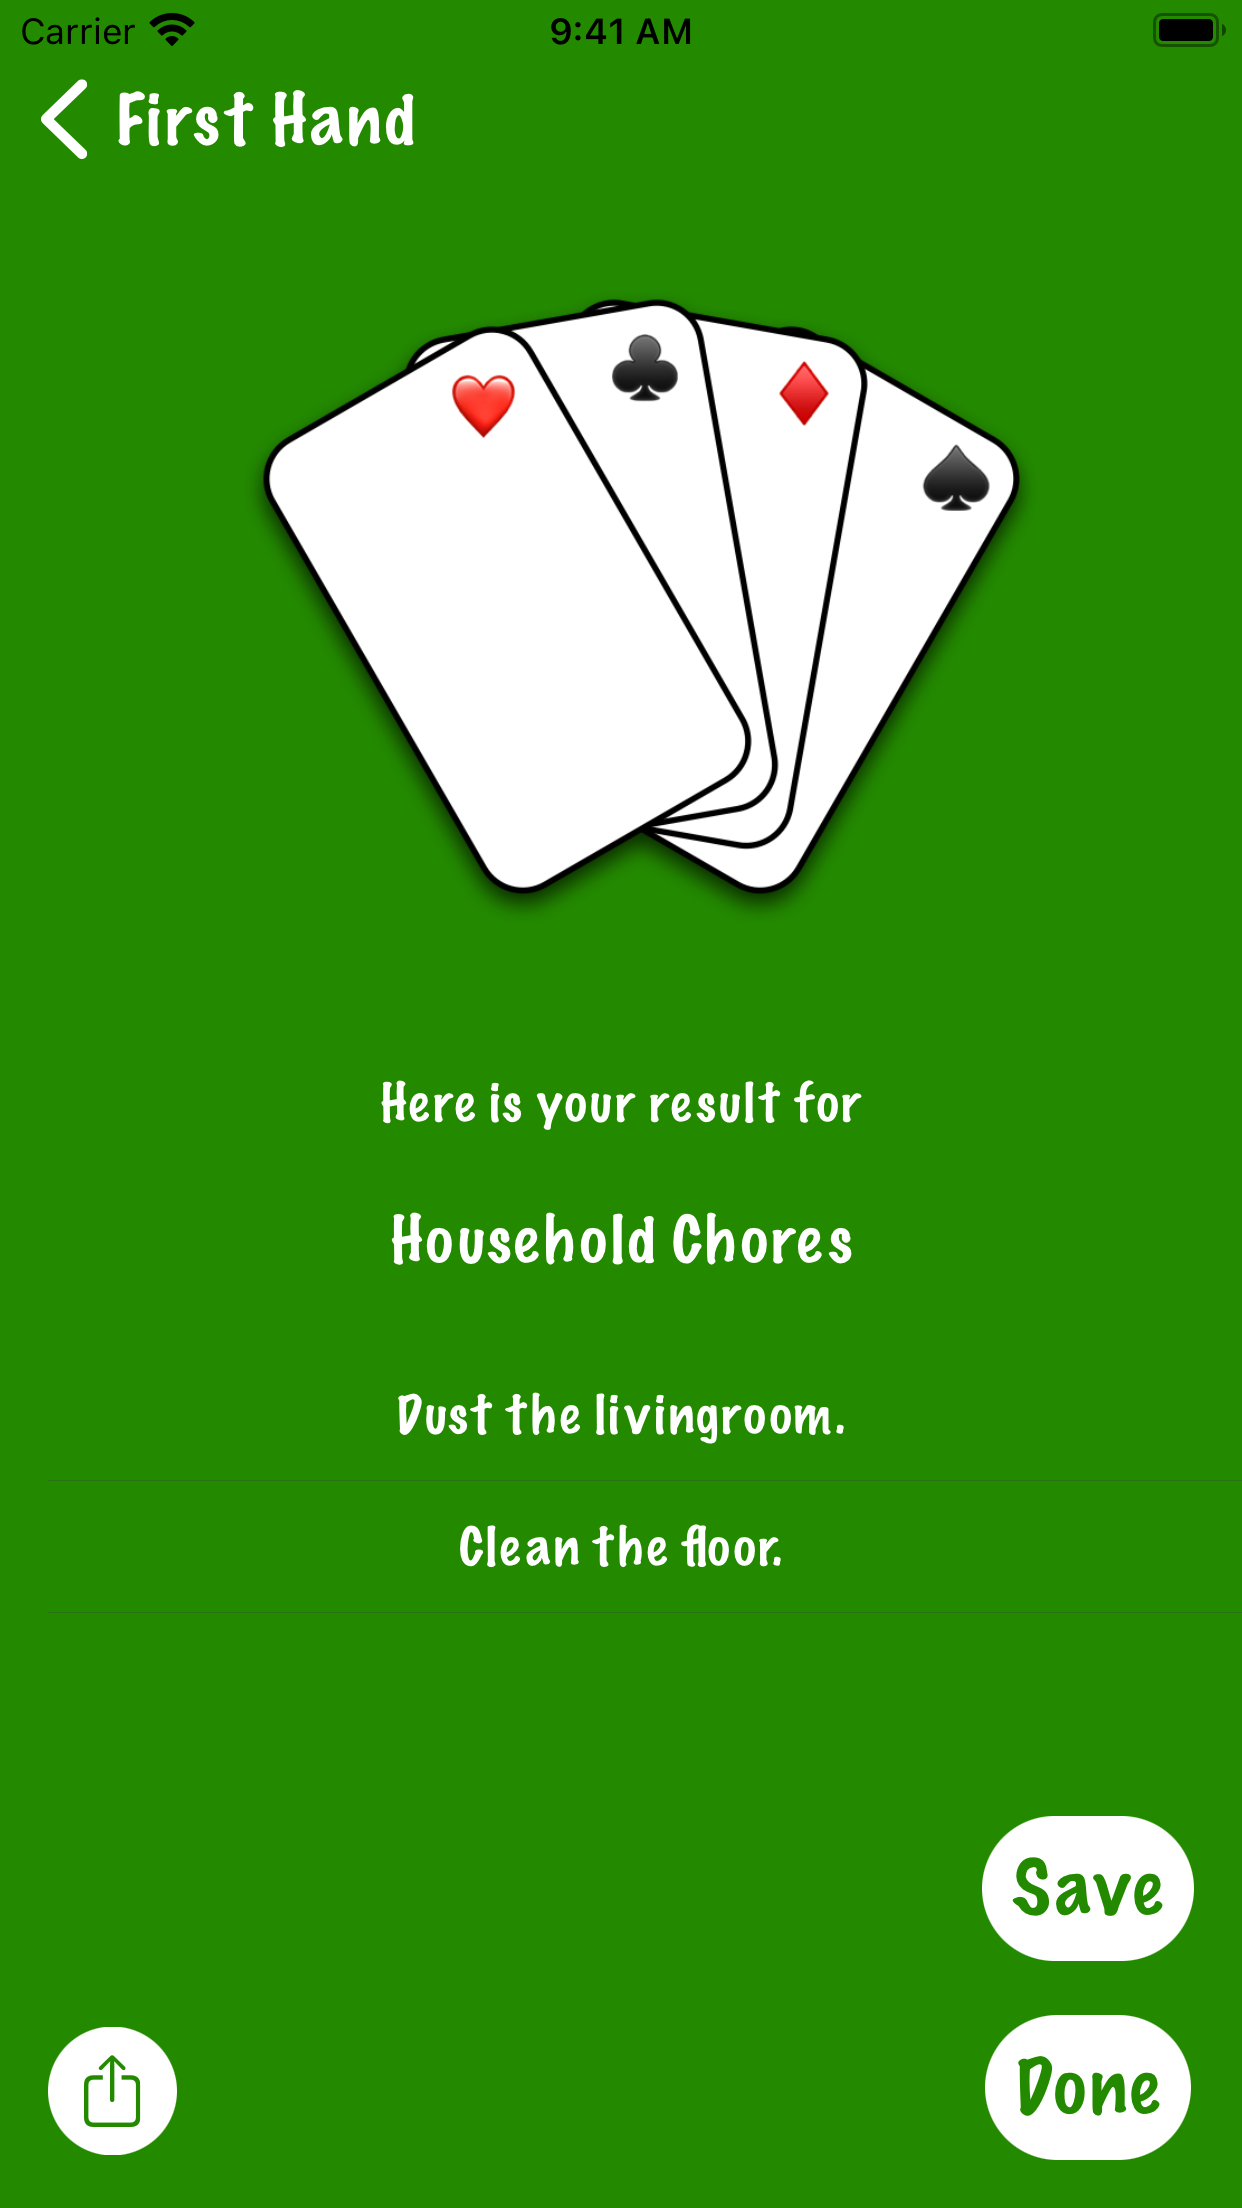 Carrier 9:41 AM
First Hand
Here is your result for
Household Chores
Dust the livingroom.
Clean the floor.
Save
Done